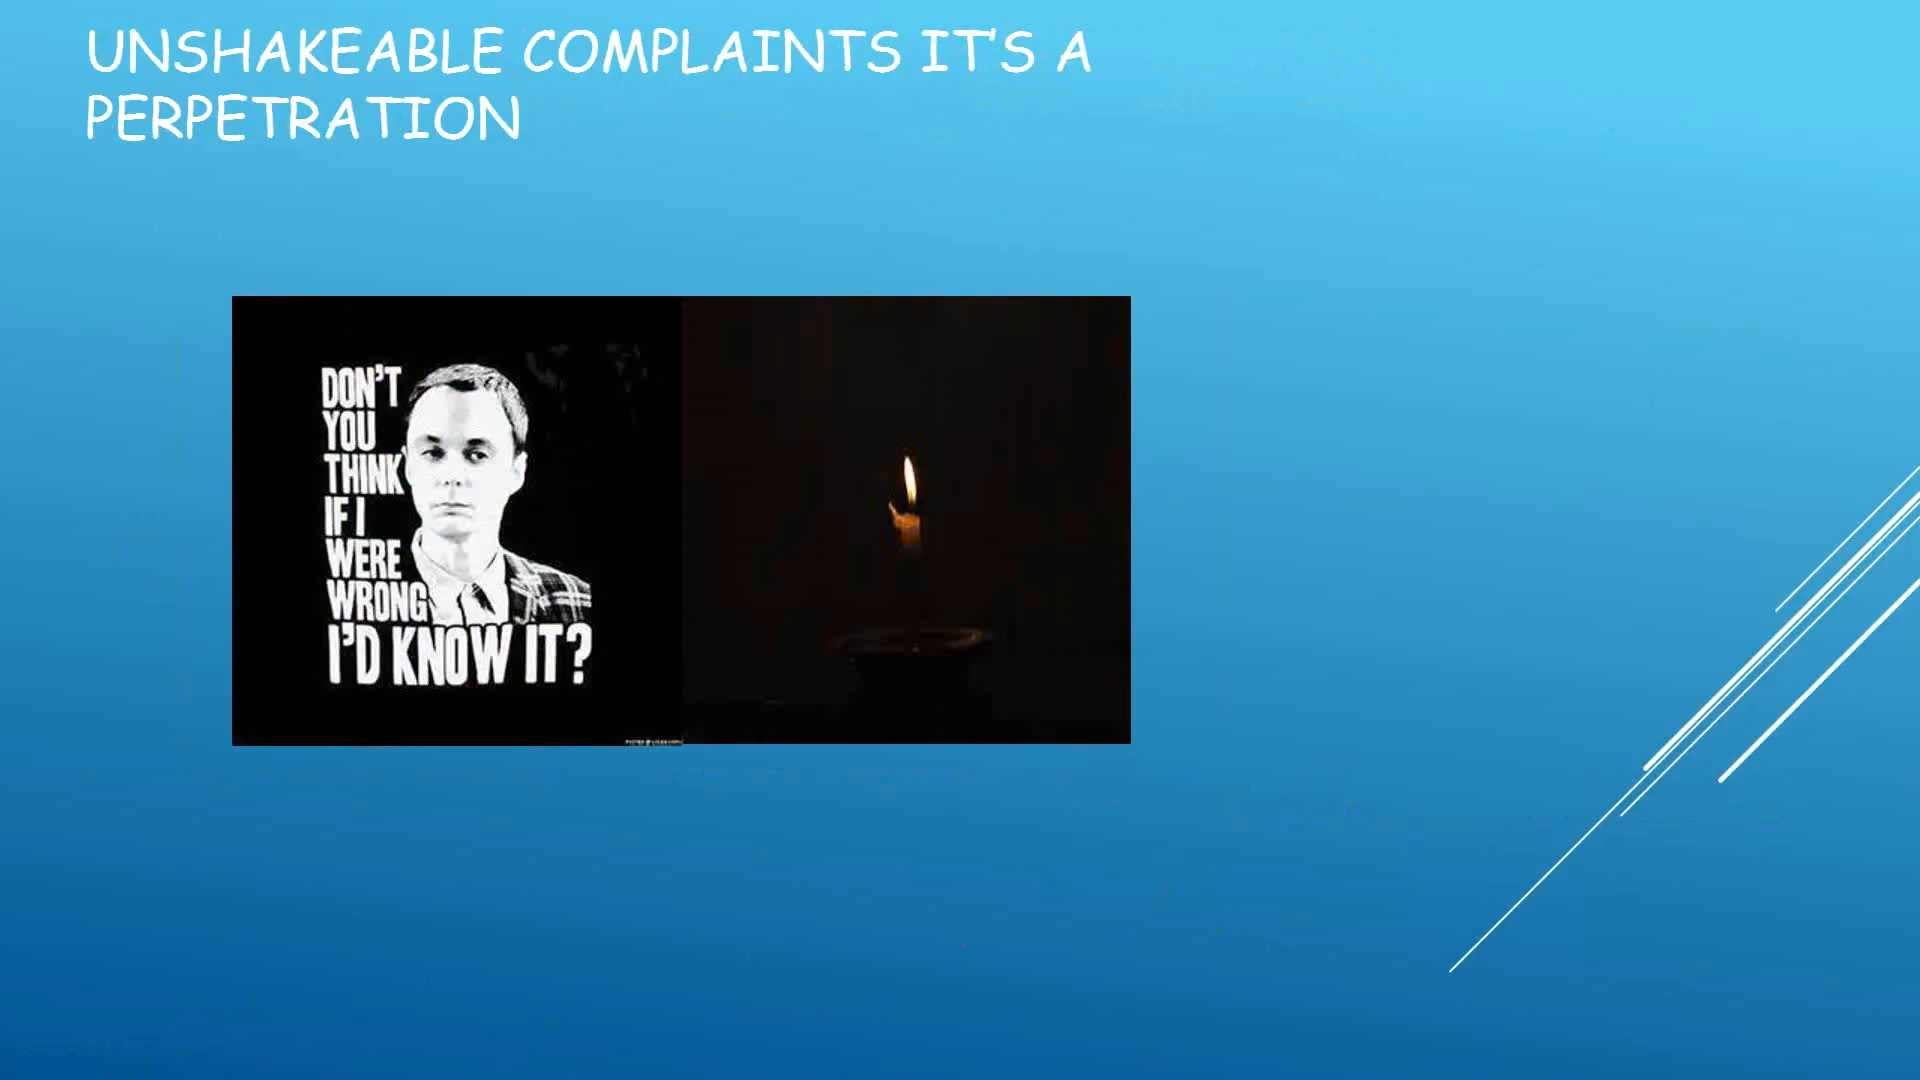 UNSHAKEABLE COMPLAINTS IT'S A
PERPETRATION
DON'T
YOU
THINK
IF I
WERE
WRONG
I'D KNOW IT?